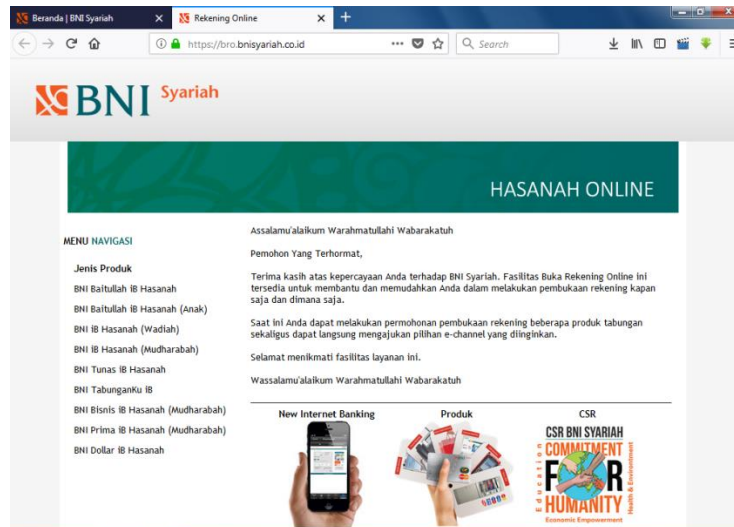 Beranda | BNI Syariah
Rekening Online
https://bro.bnisyariah.co.id
Search
BNI Syariah
HASANAH ONLINE
MENU NAVIGASI
Jenis Produk
BNI Baitullah iB Hasanah
BNI Baitullah iB Hasanah (Anak)
BNI iB Hasanah (Wadiah)
BNI iB Hasanah (Mudharabah)
BNI Tunas iB Hasanah
BNI TabunganKu iB
BNI Bisnis iB Hasanah (Mudharabah)
BNI Prima iB Hasanah (Mudharabah)
BNI Dollar iB Hasanah
Assalamu'alaikum Warahmatullahi Wabarakatuh
Pemohon Yang Terhormat,
Terima kasih atas kepercayaan Anda terhadap BNI Syariah. Fasilitas Buka Rekening Online ini
tersedia untuk membantu dan memudahkan Anda dalam melakukan pembukaan rekening kapan
saja dan dimana saja.
Saat ini Anda dapat melakukan permohonan pembukaan rekening beberapa produk tabungan
sekaligus dapat langsung mengajukan pilihan e-channel yang diinginkan.
Selamat menikmati fasilitas layanan ini.
Wassalamu'alaikum Warahmatullahi Wabarakatuh
New Internet Banking
Produk
CSR
CSR BNI SYARIAH
COMMITMENT
FOR
HUMANITY
Education
Health & Environment
Economic Empowerment